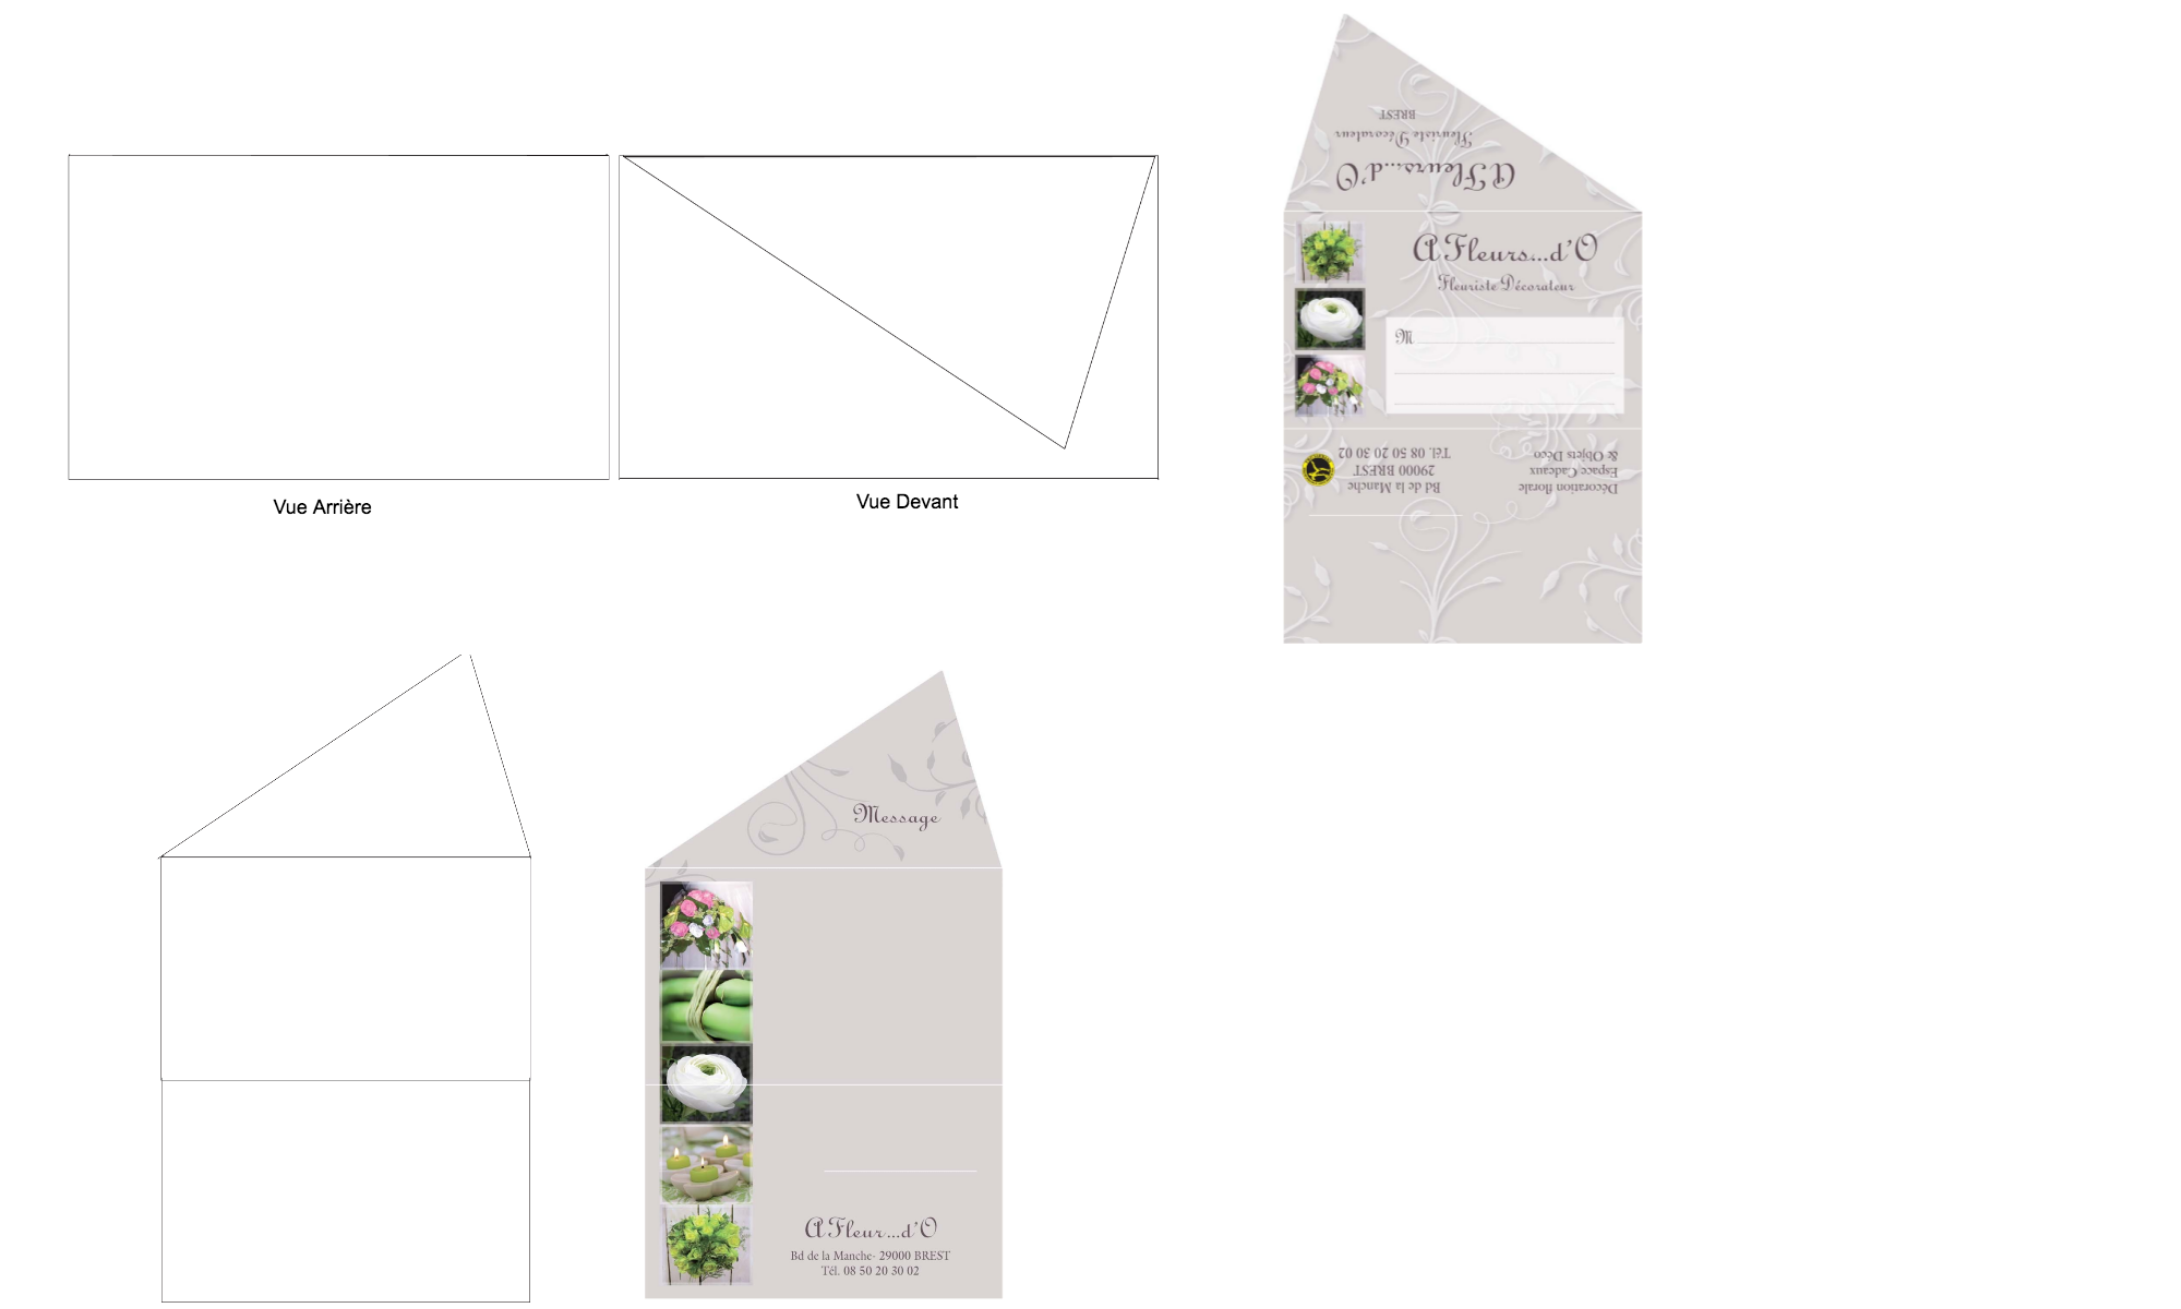 Vue Arrière
Vue Devant
BREST
Fleuriste Décorateur
A Fleurs...d'O
A Fleurs...d'O
Fleuriste Décorateur
M
Bd de la Manche
29000 BREST
Tél. 08 50 20 30 02
Décoration florale
Espace Cadeaux
& Objets Déco
Message
A Fleur...d'O
Bd de la Manche- 29000 BREST
Tél. 08 50 20 30 02